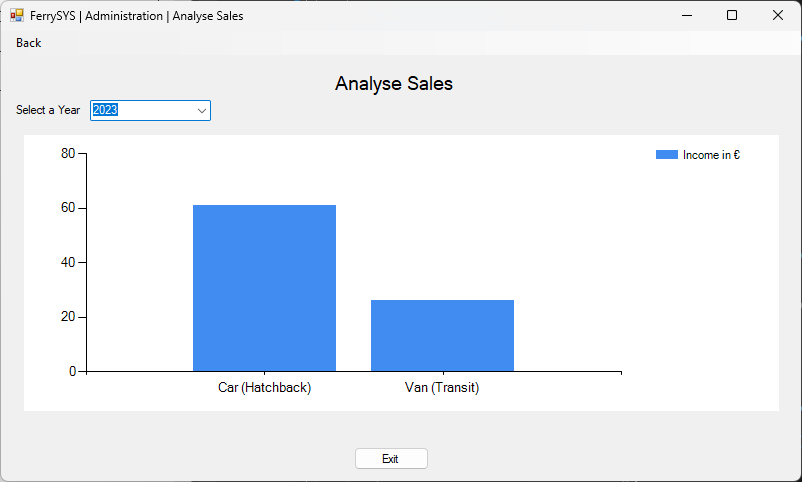 FerrySYS | Administration | Analyse Sales
Back
Analyse Sales
Select a Year 2023
Income in €
80
60
40
20
0
Car (Hatchback) Van (Transit)
Exit